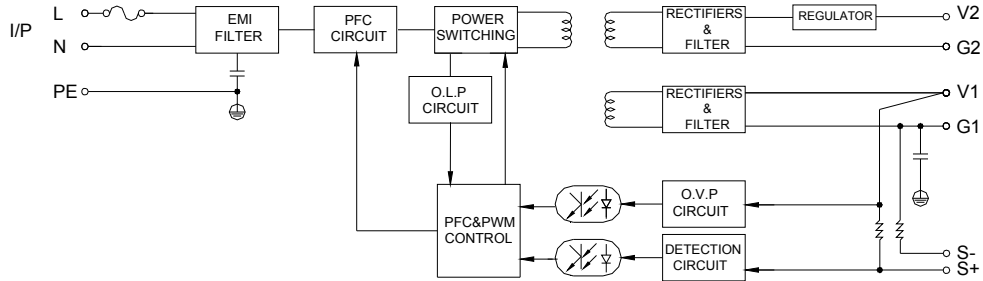 I/P
L
N
PE
EMI
FILTER
PFC
CIRCUIT
POWER
SWITCHING
O.L.P
CIRCUIT
RECTIFIERS
&
FILTER
REGULATOR
V2
G2
RECTIFIERS
&
FILTER
V1
G1
PFC&PWM
CONTROL
O.V.P
CIRCUIT
DETECTION
CIRCUIT
S-
S+